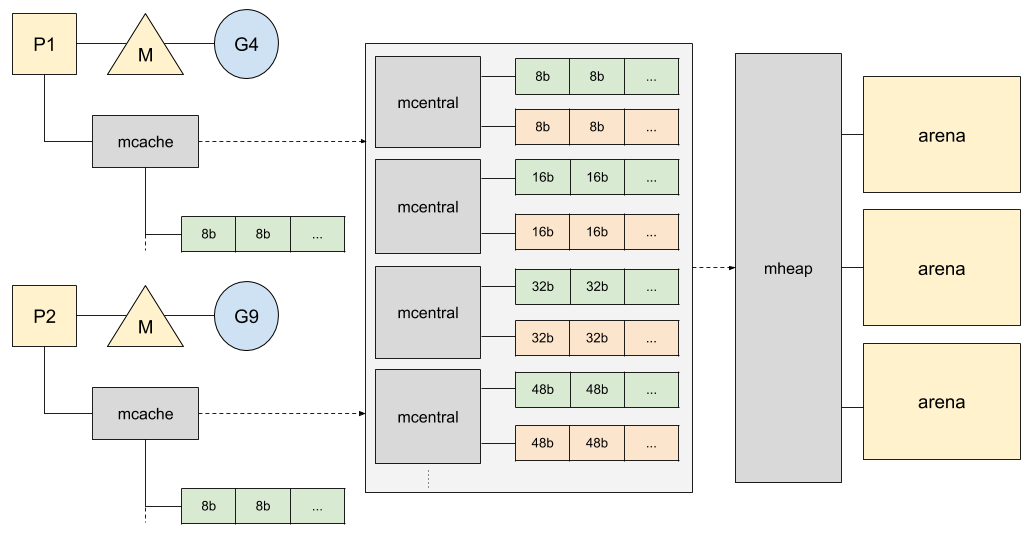 P1
M
G4
mcache
8b 8b ...
P2
M
G9
mcache
8b 8b ...
mcentral
8b 8b ...
8b 8b ...
mcentral
16b 16b ...
16b 16b ...
mcentral
32b 32b ...
32b 32b ...
mcentral
48b 48b ...
48b 48b ...
mheap
arena
arena
arena